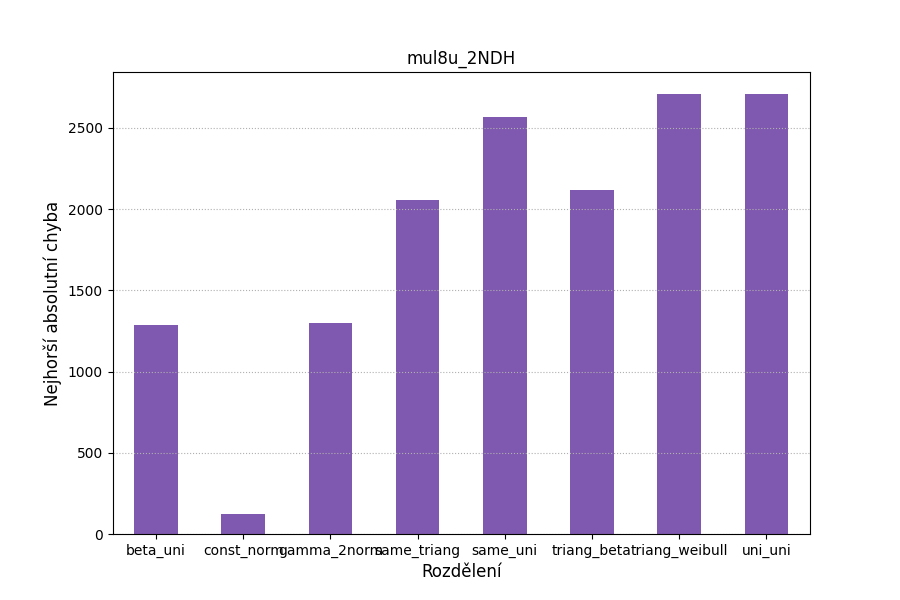 mul8u_2NDH
Nejhorší absolutní chyba
2500
2000
1500
1000
500
0
beta_uni const_norm gamma_2norm same_triang same_uni triang_beta triang_weibull uni_uni
Rozdělení